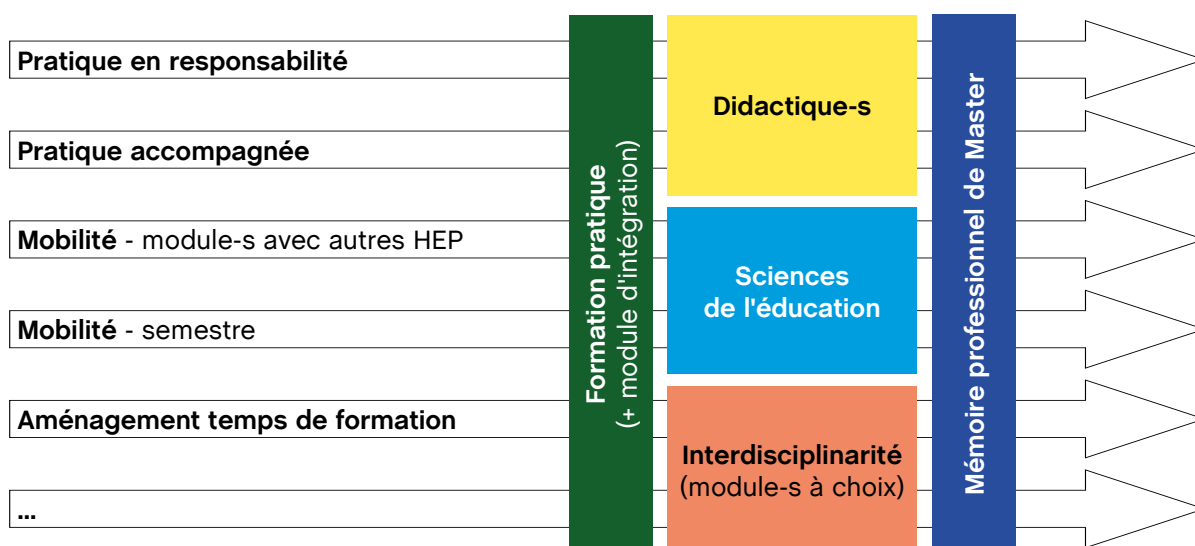 Pratique en responsabilité
Pratique accompagnée
Mobilité - module-s avec autres HEP
Mobilité - semestre
Aménagement temps de formation
...
Formation pratique
(+ module d'intégration)
Didactique-s
Sciences
de l'éducation
Interdisciplinarité
(module-s à choix)
Mémoire professionnel de Master